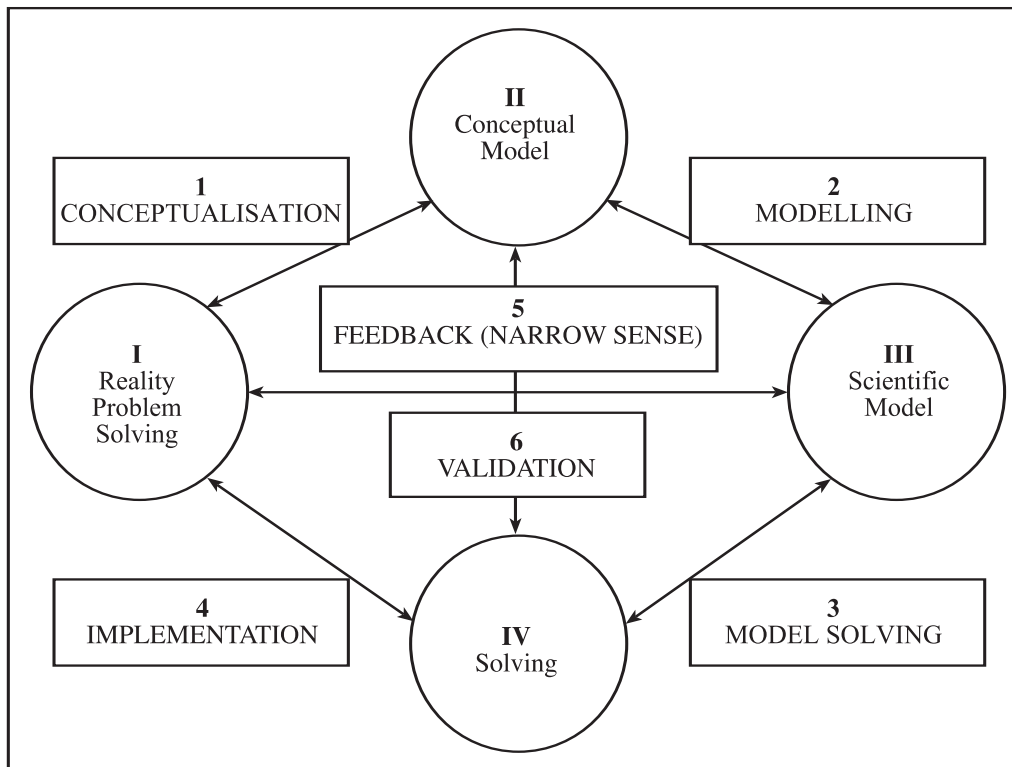 II
Conceptual
Model
1
CONCEPTUALISATION
2
MODELLING
5
FEEDBACK (NARROW SENSE)
I
Reality
Problem
Solving
III
Scientific
Model
6
VALIDATION
4
IMPLEMENTATION
IV
Solving
3
MODEL SOLVING